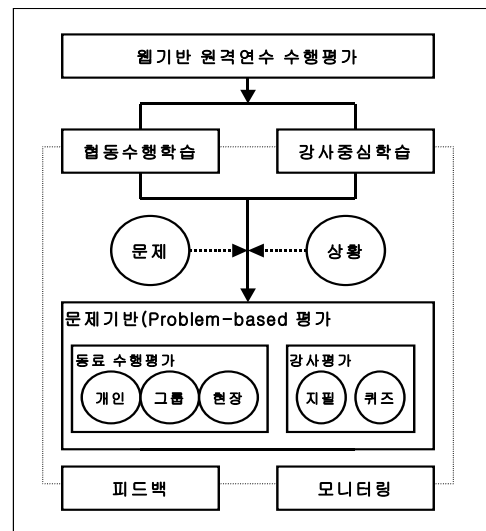 웹기반 원격연수 수행평가
협동수행학습 강사중심학습
문제 상황
문제기반(Problem-based 평가
동료 수행평가 강사평가
개인 그룹 현장 지필 퀴즈
피드백 모니터링